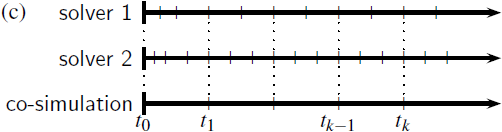 (c) solver 1
solver 2
co-simulation
t0 t1 tk−1 tk